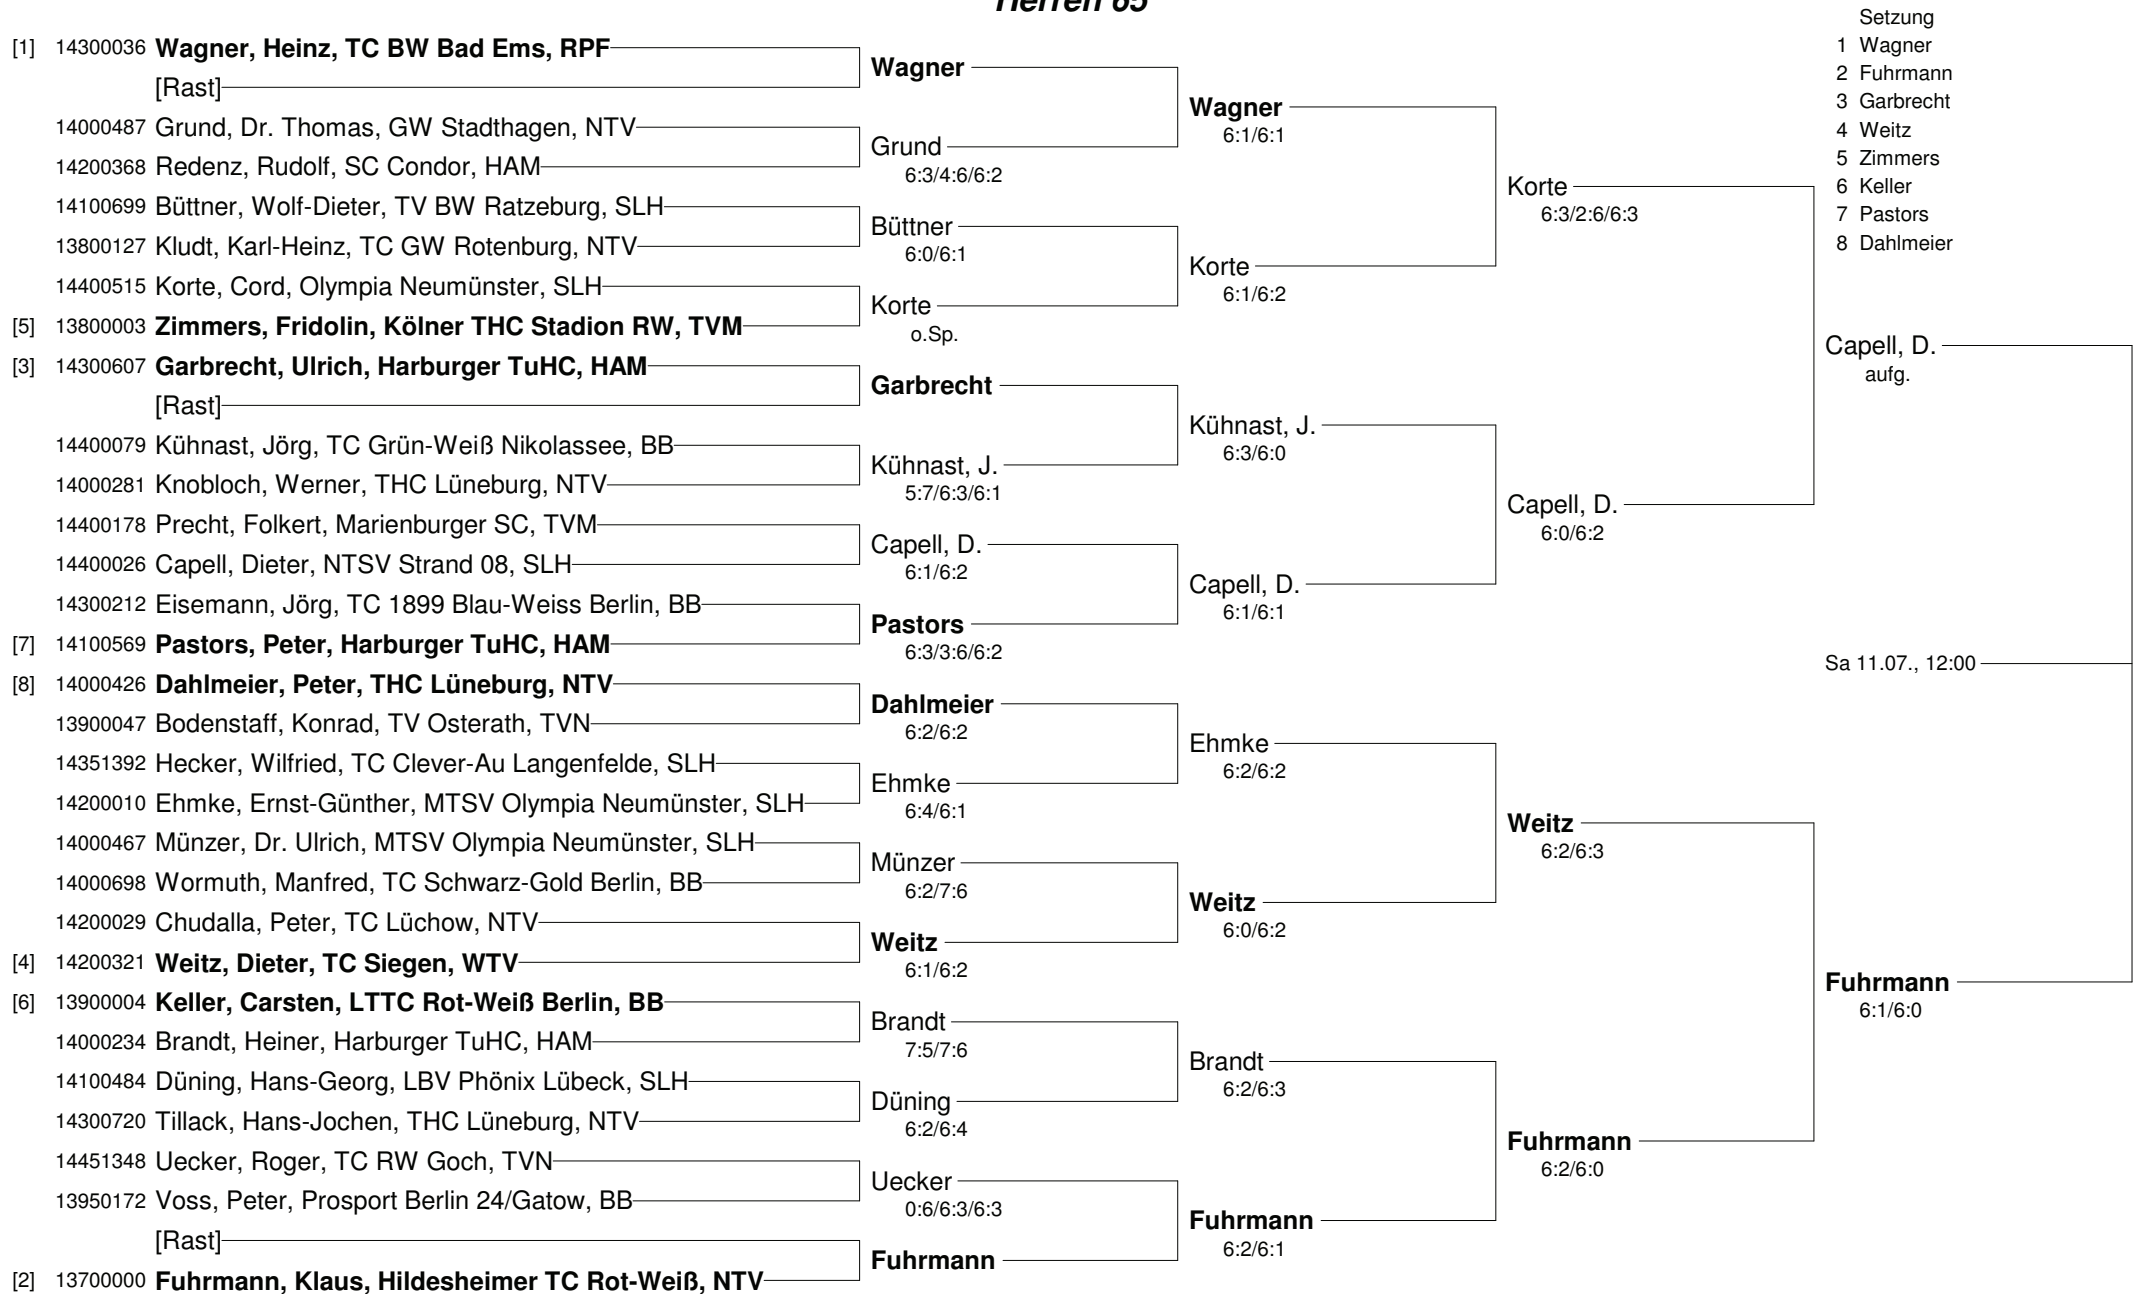 Herren 65
Setzung
1 Wagner
2 Fuhrmann
3 Garbrecht
4 Weitz
5 Zimmers
6 Keller
7 Pastors
8 Dahlmeier
[1] 14300036 Wagner, Heinz, TC BW Bad Ems, RPF
[Rast]
14000487 Grund, Dr. Thomas, GW Stadthagen, NTV
14200368 Redenz, Rudolf, SC Condor, HAM
14100699 Büttner, Wolf-Dieter, TV BW Ratzeburg, SLH
13800127 Kludt, Karl-Heinz, TC GW Rotenburg, NTV
14400515 Korte, Cord, Olympia Neumünster, SLH
[5] 13800003 Zimmers, Fridolin, Kölner THC Stadion RW, TVM
[3] 14300607 Garbrecht, Ulrich, Harburger TuHC, HAM
[Rast]
14400079 Kühnast, Jörg, TC Grün-Weiß Nikolassee, BB
14000281 Knobloch, Werner, THC Lüneburg, NTV
14400178 Precht, Folkert, Marienburger SC, TVM
14400026 Capell, Dieter, NTSV Strand 08, SLH
14300212 Eisemann, Jörg, TC 1899 Blau-Weiss Berlin, BB
[7] 14100569 Pastors, Peter, Harburger TuHC, HAM
[8] 14000426 Dahlmeier, Peter, THC Lüneburg, NTV
13900047 Bodenstaff, Konrad, TV Osterath, TVN
14351392 Hecker, Wilfried, TC Clever-Au Langenfelde, SLH
14200010 Ehmke, Ernst-Günther, MTSV Olympia Neumünster, SLH
14000467 Münzer, Dr. Ulrich, MTSV Olympia Neumünster, SLH
14000698 Wormuth, Manfred, TC Schwarz-Gold Berlin, BB
14200029 Chudalla, Peter, TC Lüchow, NTV
[4] 14200321 Weitz, Dieter, TC Siegen, WTV
[6] 13900004 Keller, Carsten, LTTC Rot-Weiß Berlin, BB
14000234 Brandt, Heiner, Harburger TuHC, HAM
14100484 Düning, Hans-Georg, LBV Phönix Lübeck, SLH
14300720 Tillack, Hans-Jochen, THC Lüneburg, NTV
14451348 Uecker, Roger, TC RW Goch, TVN
13950172 Voss, Peter, Prosport Berlin 24/Gatow, BB
[Rast]
[2] 13700000 Fuhrmann, Klaus, Hildesheimer TC Rot-Weiß, NTV
Wagner
Grund
6:3/4:6/6:2
Büttner
6:0/6:1
Korte
o.Sp.
Garbrecht
Kühnast, J.
5:7/6:3/6:1
Capell, D.
6:1/6:2
Pastors
6:3/3:6/6:2
Dahlmeier
6:2/6:2
Ehmke
6:4/6:1
Münzer
6:2/7:6
Weitz
6:1/6:2
Brandt
7:5/7:6
Düning
6:2/6:4
Uecker
0:6/6:3/6:3
Fuhrmann
Wagner
6:1/6:1
Korte
6:1/6:2
Kühnast, J.
6:3/6:0
Capell, D.
6:1/6:1
Ehmke
6:2/6:2
Weitz
6:0/6:2
Brandt
6:2/6:3
Fuhrmann
6:2/6:1
Korte
6:3/2:6/6:3
Capell, D.
6:0/6:2
Weitz
6:2/6:3
Fuhrmann
6:2/6:0
Capell, D.
aufg.
Sa 11.07., 12:00
Fuhrmann
6:1/6:0